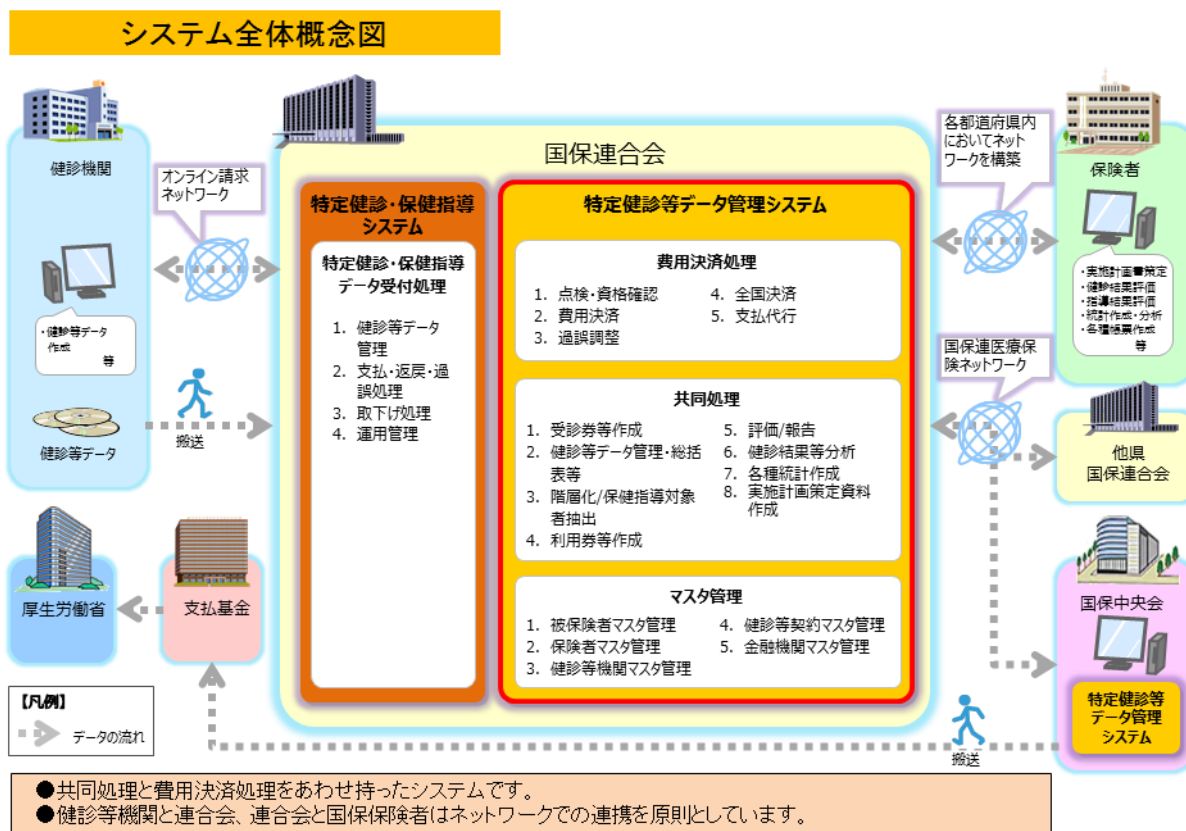 システム全体概念図
健診機関
オンライン請求
ネットワーク
・健診等データ
作成
等
健診等データ
搬送
国保連合会
特定健診・保健指導
システム
特定健診・保健指導
データ受付処理
1. 健診等データ
管理
2. 支払・返戻・過
誤処理
3. 取下げ処理
4. 運用管理
特定健診等データ管理システム
費用決済処理
1. 点検・資格確認
2. 費用決済
3. 過誤調整
4. 全国決済
5. 支払代行
共同処理
1. 受診券等作成
2. 健診等データ管理・総括
表等
3. 階層化/保健指導対象
者抽出
4. 利用券等作成
5. 評価/報告
6. 健診結果等分析
7. 各種統計作成
8. 実施計画策定資料
作成
マスタ管理
1. 被保険者マスタ管理
2. 保険者マスタ管理
3. 健診等機関マスタ管理
4. 健診等契約マスタ管理
5. 金融機関マスタ管理
各都道府県内
においてネット
ワークを構築
保険者
・実施計画書策定
・健診結果評価
・指導結果評価
・統計作成・分析
・各種帳票作成
等
国保連医療保
険ネットワーク
他県
国保連合会
国保中央会
特定健診等
データ管理
システム
搬送
厚生労働省
支払基金
【凡例】
データの流れ
●共同処理と費用決済処理をあわせ持ったシステムです。
●健診等機関と連合会、連合会と国保保険者はネットワークでの連携を原則としています。